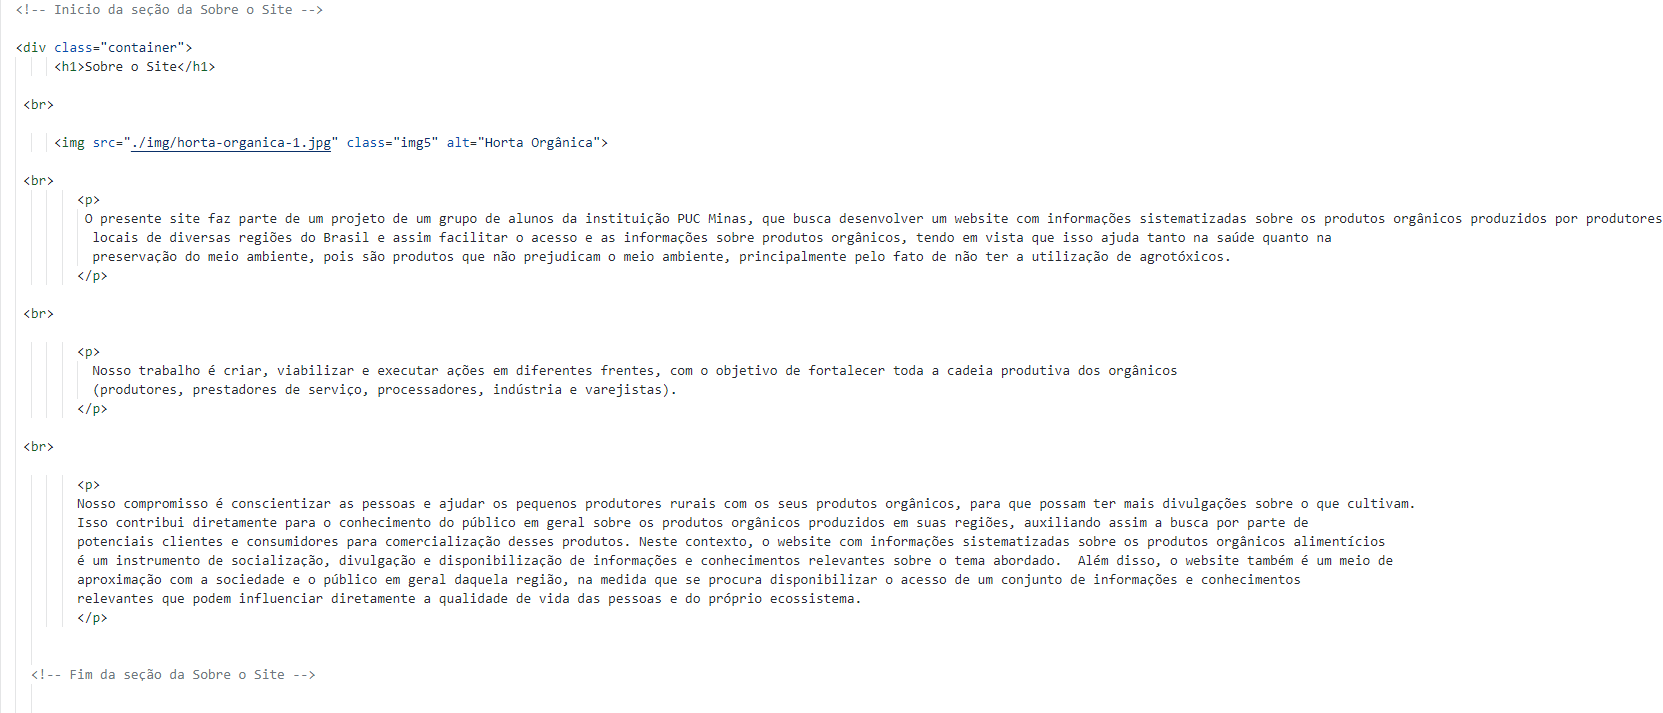 <!-- Inicio da seção da Sobre o Site -->
<div class="container">
<h1>Sobre o Site</h1>
<br>
<img src="./img/horta-organica-1.jpg" class="img5" alt="Horta Orgânica">
<br>
<p>
O presente site faz parte de um projeto de um grupo de alunos da instituição PUC Minas, que busca desenvolver um website com informações sistematizadas sobre os produtos orgânicos produzidos por produtores
locais de diversas regiões do Brasil e assim facilitar o acesso e as informações sobre produtos orgânicos, tendo em vista que isso ajuda tanto na saúde quanto na
preservação do meio ambiente, pois são produtos que não prejudicam o meio ambiente, principalmente pelo fato de não ter a utilização de agrotóxicos.
</p>
<br>
<p>
Nosso trabalho é criar, viabilizar e executar ações em diferentes frentes, com o objetivo de fortalecer toda a cadeia produtiva dos orgânicos
(produtores, prestadores de serviço, processadores, indústria e varejistas).
</p>
<br>
<p>
Nosso compromisso é conscientizar as pessoas e ajudar os pequenos produtores rurais com os seus produtos orgânicos, para que possam ter mais divulgações sobre o que cultivam.
Isso contribui diretamente para o conhecimento do público em geral sobre os produtos orgânicos produzidos em suas regiões, auxiliando assim a busca por parte de
potenciais clientes e consumidores para comercialização desses produtos. Neste contexto, o website com informações sistematizadas sobre os produtos orgânicos alimentícios
é um instrumento de socialização, divulgação e disponibilização de informações e conhecimentos relevantes sobre o tema abordado.  Além disso, o website também é um meio de
aproximação com a sociedade e o público em geral daquela região, na medida que se procura disponibilizar o acesso de um conjunto de informações e conhecimentos
relevantes que podem influenciar diretamente a qualidade de vida das pessoas e do próprio ecossistema.
</p>
<!-- Fim da seção da Sobre o Site -->